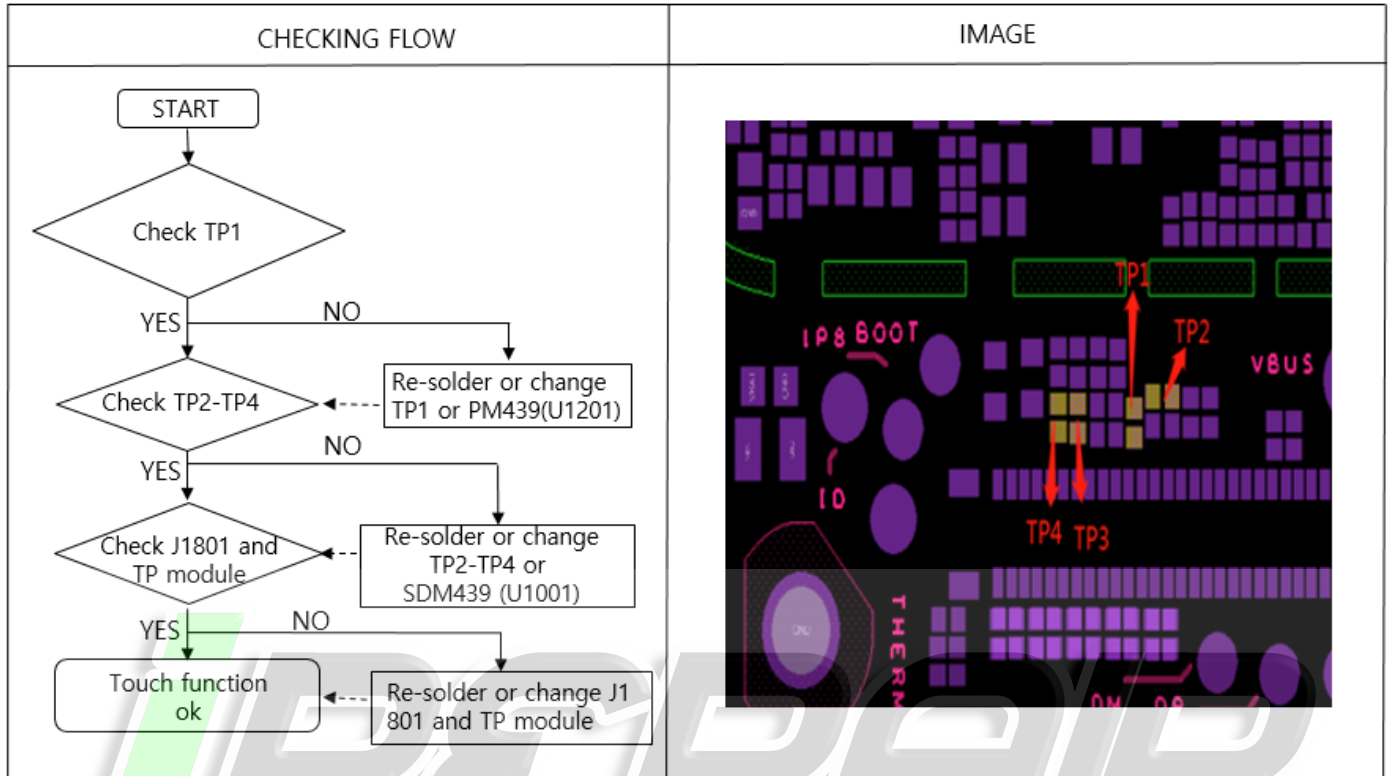 CHECKING FLOW
IMAGE
START
Check TP1
YES
NO
Re-solder or change
TP1 or PM439(U1201)
Check TP2-TP4
YES
NO
Re-solder or change
TP2-TP4 or
SDM439 (U1001)
Check J1801 and
TP module
YES
NO
Re-solder or change J1
801 and TP module
Touch function
ok
TP1
TP2
1P8 BOOT
VBUS
ID
TP4
TP3
GND
THERM